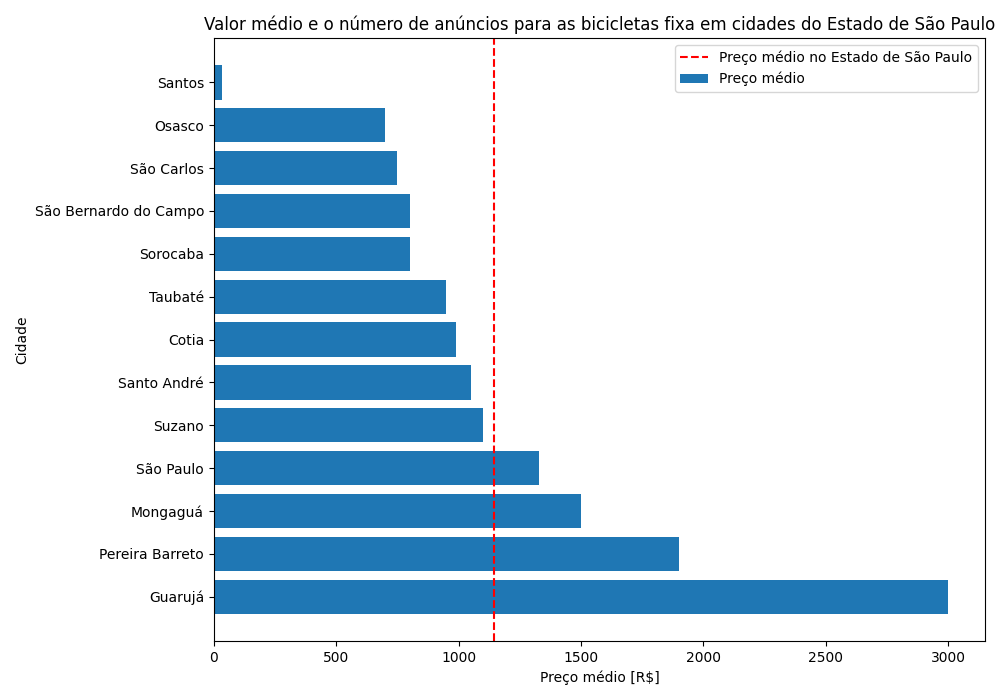 Valor médio e o número de anúncios para as bicicletas fixa em cidades do Estado de São Paulo
Preço médio no Estado de São Paulo
Preço médio
Santos
Osasco
São Carlos
São Bernardo do Campo
Sorocaba
Taubaté
Cotia
Santo André
Suzano
São Paulo
Mongaguá
Pereira Barreto
Guarujá
Cidade
0 500 1000 1500 2000 2500 3000
Preço médio [R$]